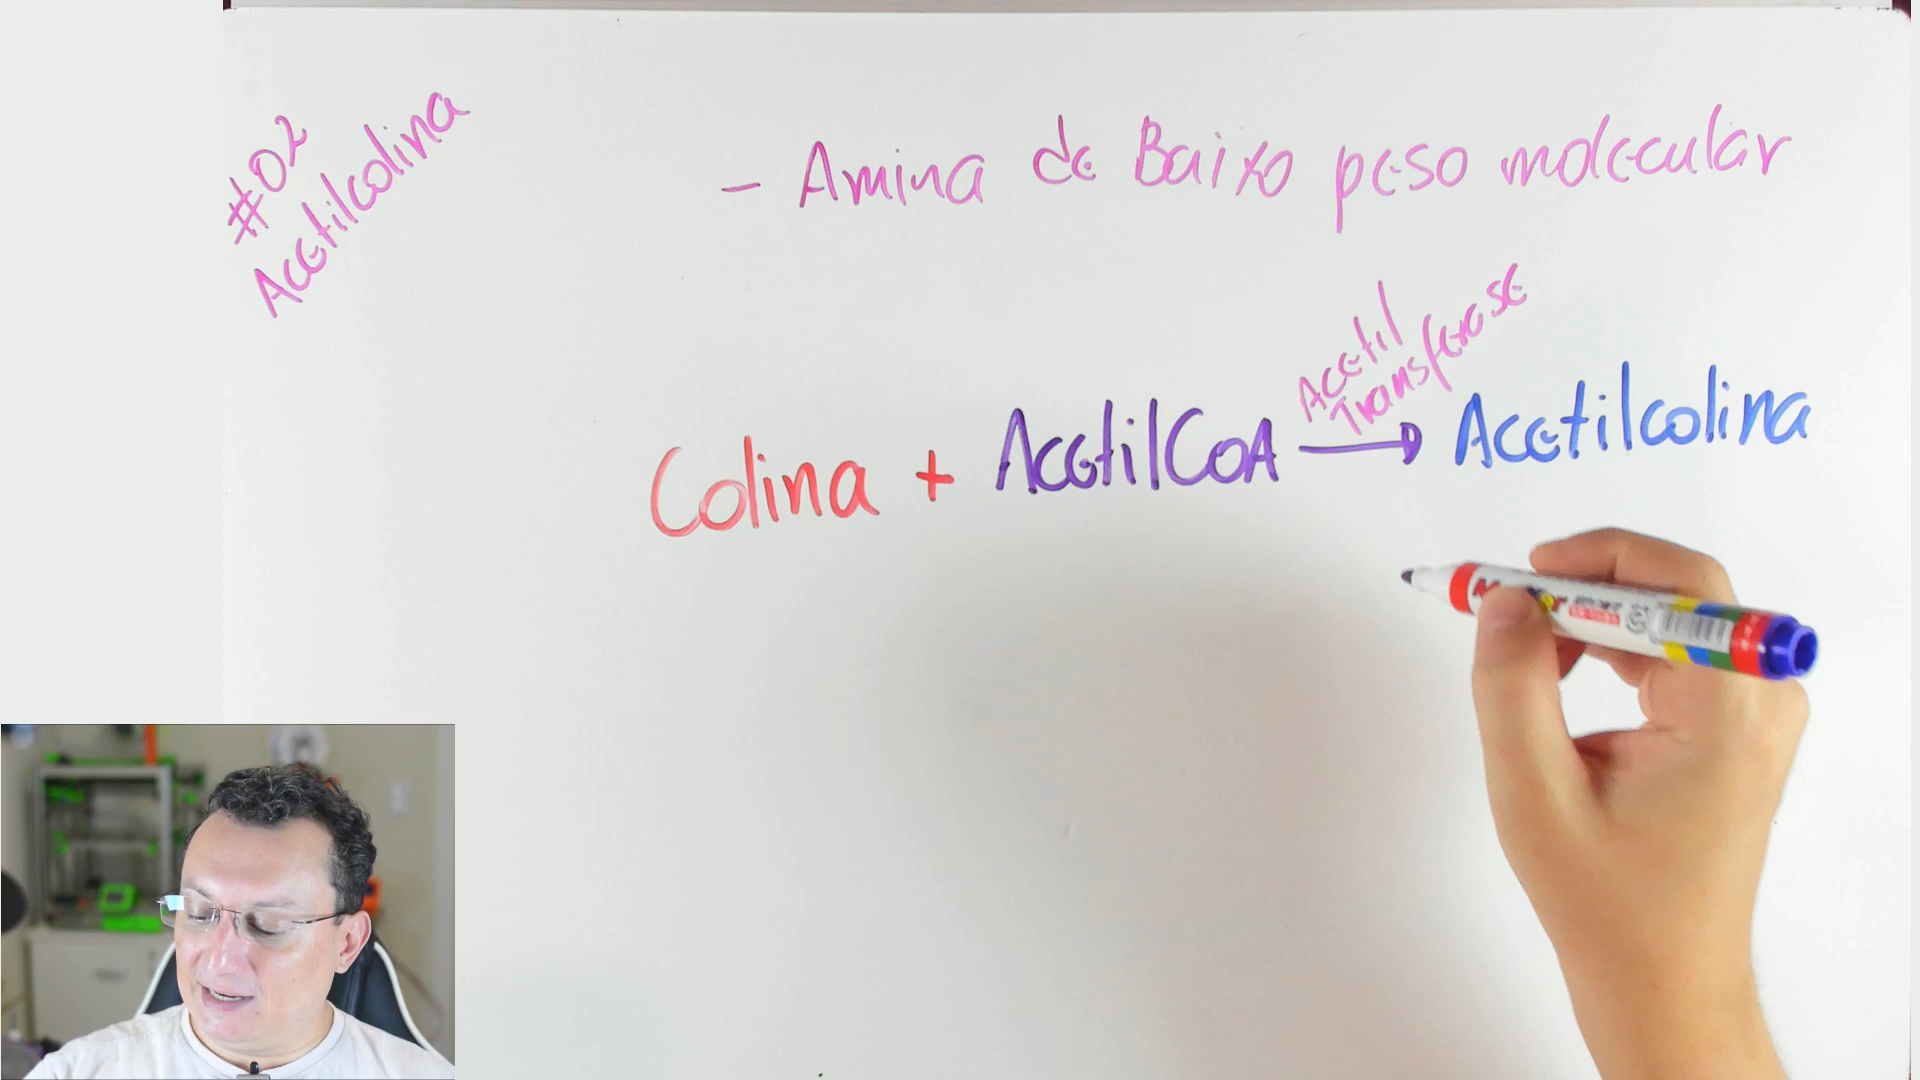 #02
Acetilcolina
- Amina de Baixo peso molecular
Acetil
Transferase
Colina + AcetilCoA → Acetilcolina